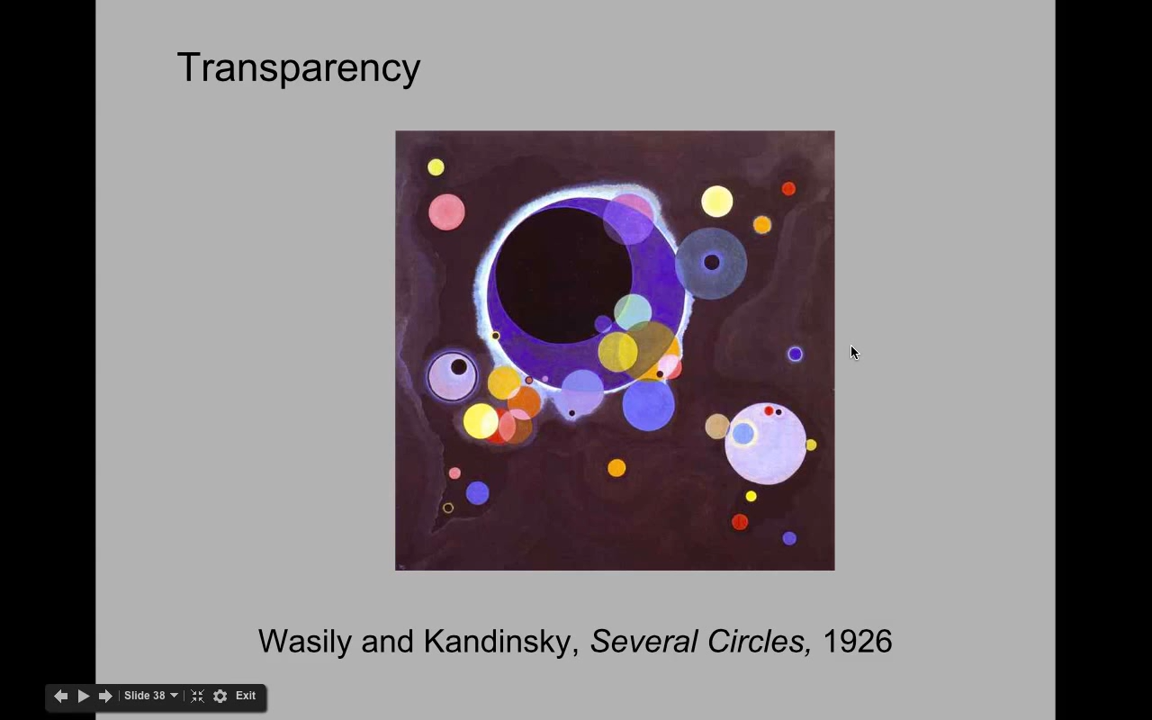 Transparency
Wasily and Kandinsky, Several Circles, 1926
Slide 38 Exit